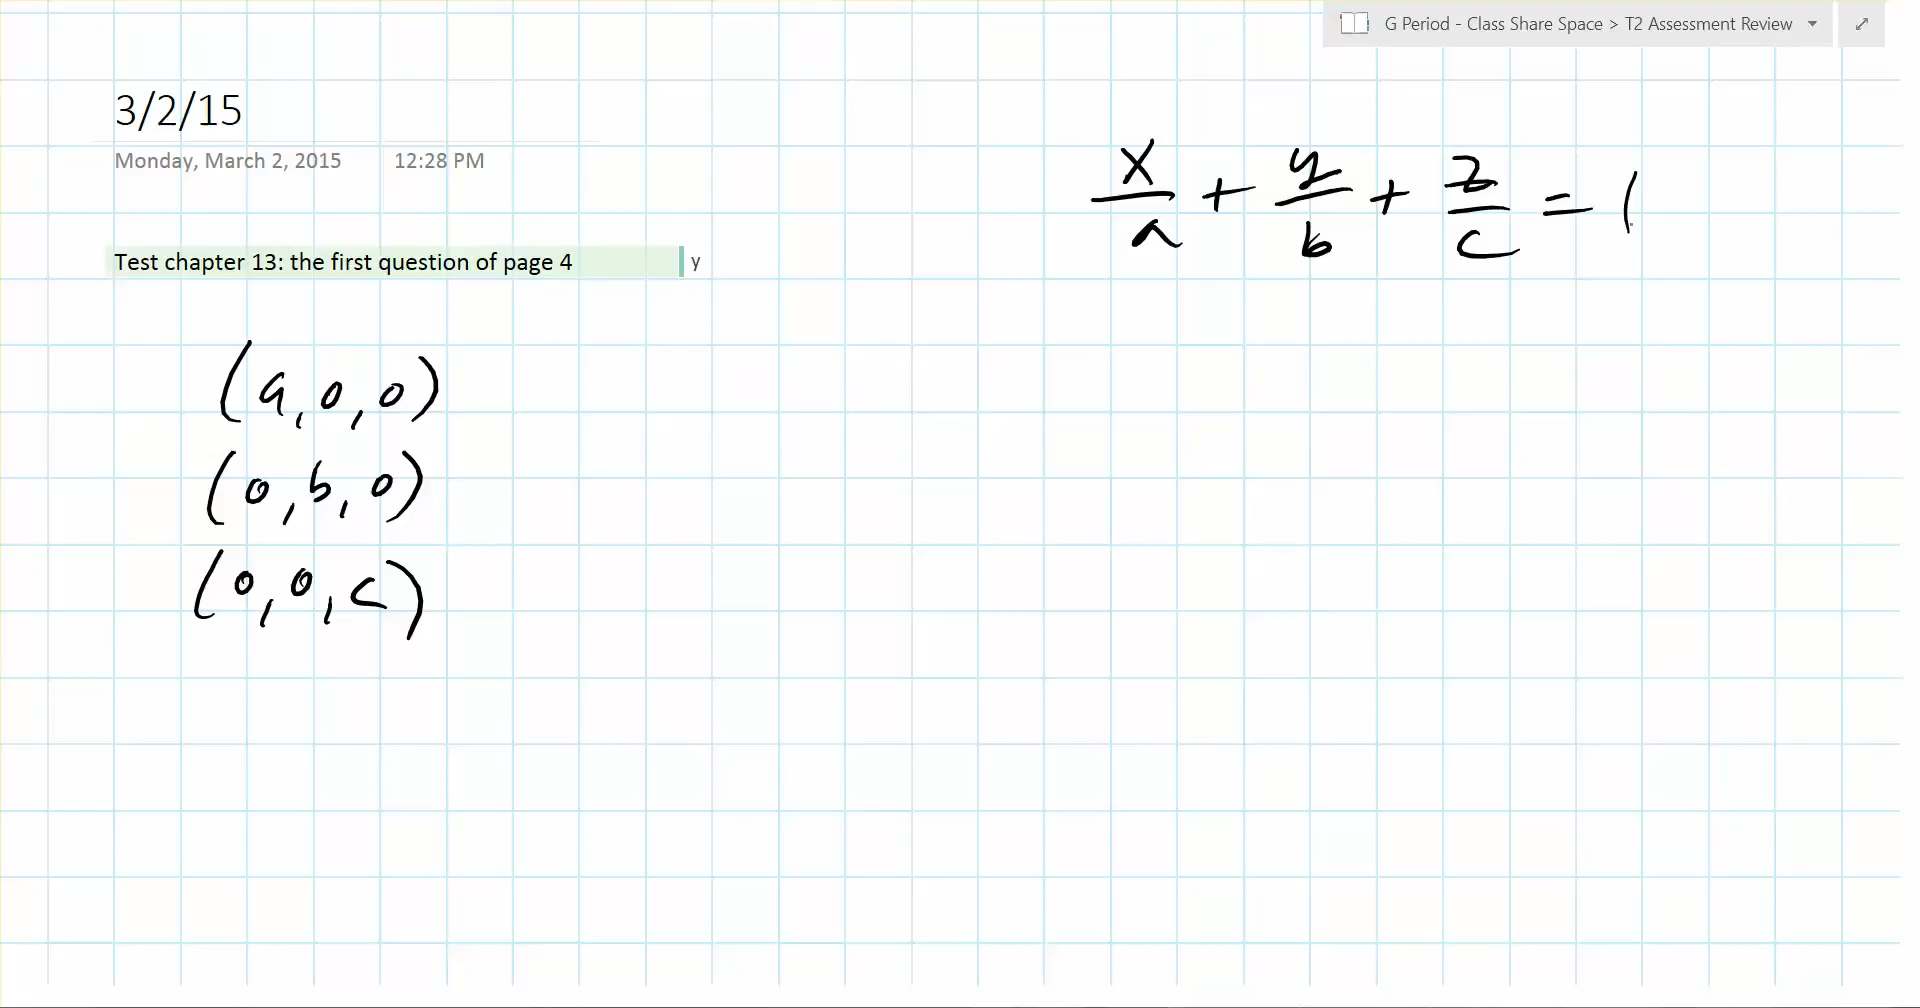 G Period - Class Share Space > T2 Assessment Review
3/2/15
Monday, March 2, 2015 12:28 PM
x/a + y/b + z/c = 1
Test chapter 13: the first question of page 4 y
(a, 0, 0)
(0, b, 0)
(0, 0, c)